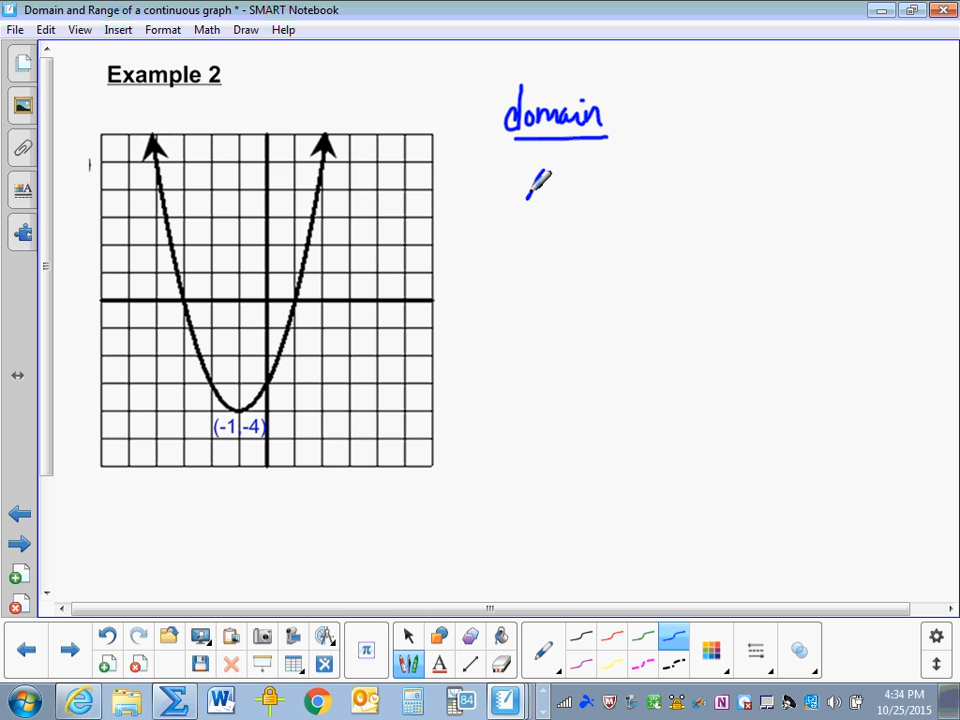 Domain and Range of a continuous graph * - SMART Notebook
File Edit View Insert Format Math Draw Help
Example 2
domain
(-1,-4)
π
A
W
N
84
4:34 PM
10/25/2015